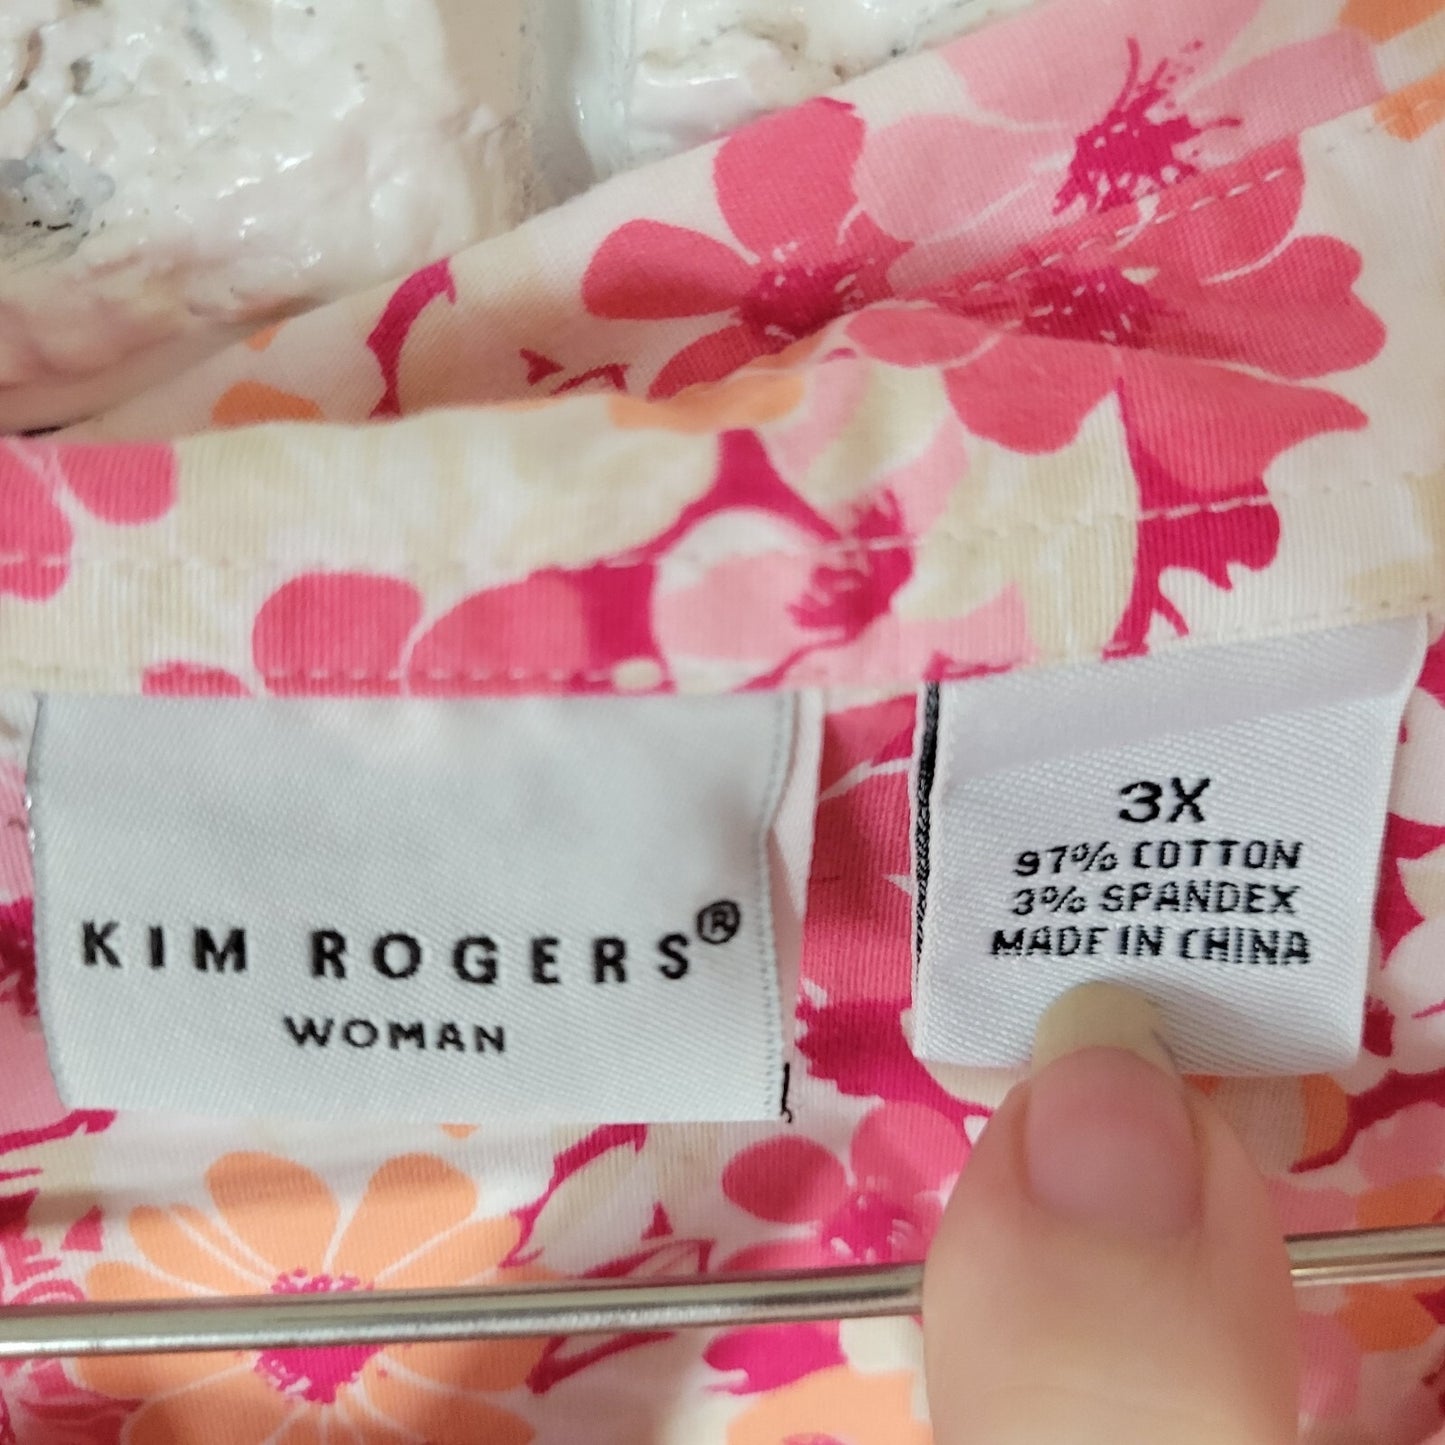 KIM ROGERS®
WOMAN
3X
97% COTTON
3% SPANDEX
MADE IN CHINA